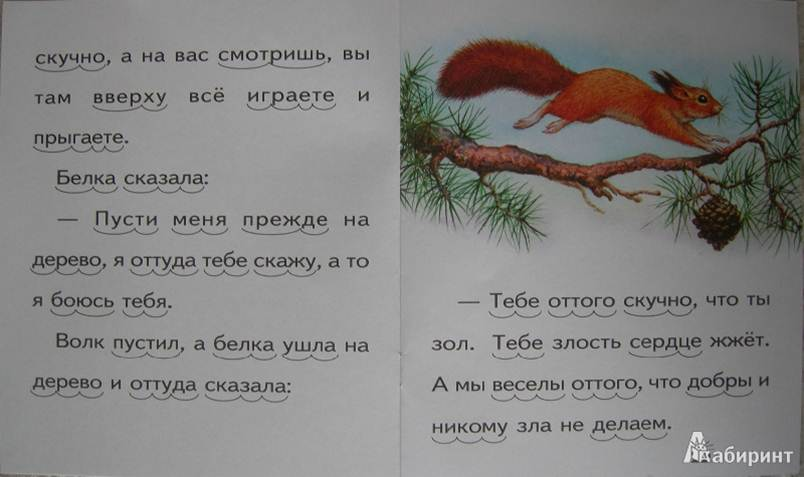 скучно, а на вас смотришь, вы
там вверху всё играете и
прыгаете.
Белка сказала:
— Пусти меня прежде на
дерево, я оттуда тебе скажу, а то
я боюсь тебя.
Волк пустил, а белка ушла на
дерево и оттуда сказала:
— Тебе оттого скучно, что ты
зол. Тебе злость сердце жжёт.
А мы веселы оттого, что добры и
никому зла не делаем.
Лабиринт